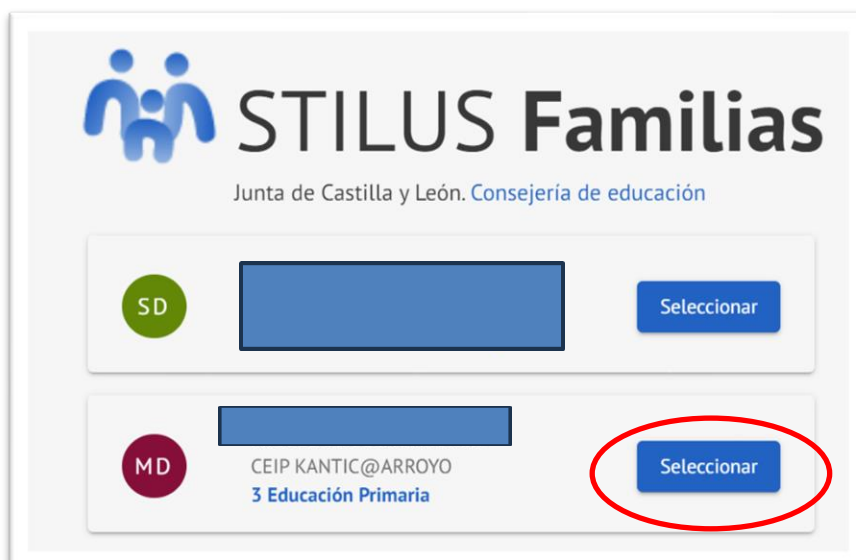 STILUS Familias
Junta de Castilla y León. Consejería de educación
SD
Seleccionar
MD
CEIP KANTIC@ARROYO
3 Educación Primaria
Seleccionar